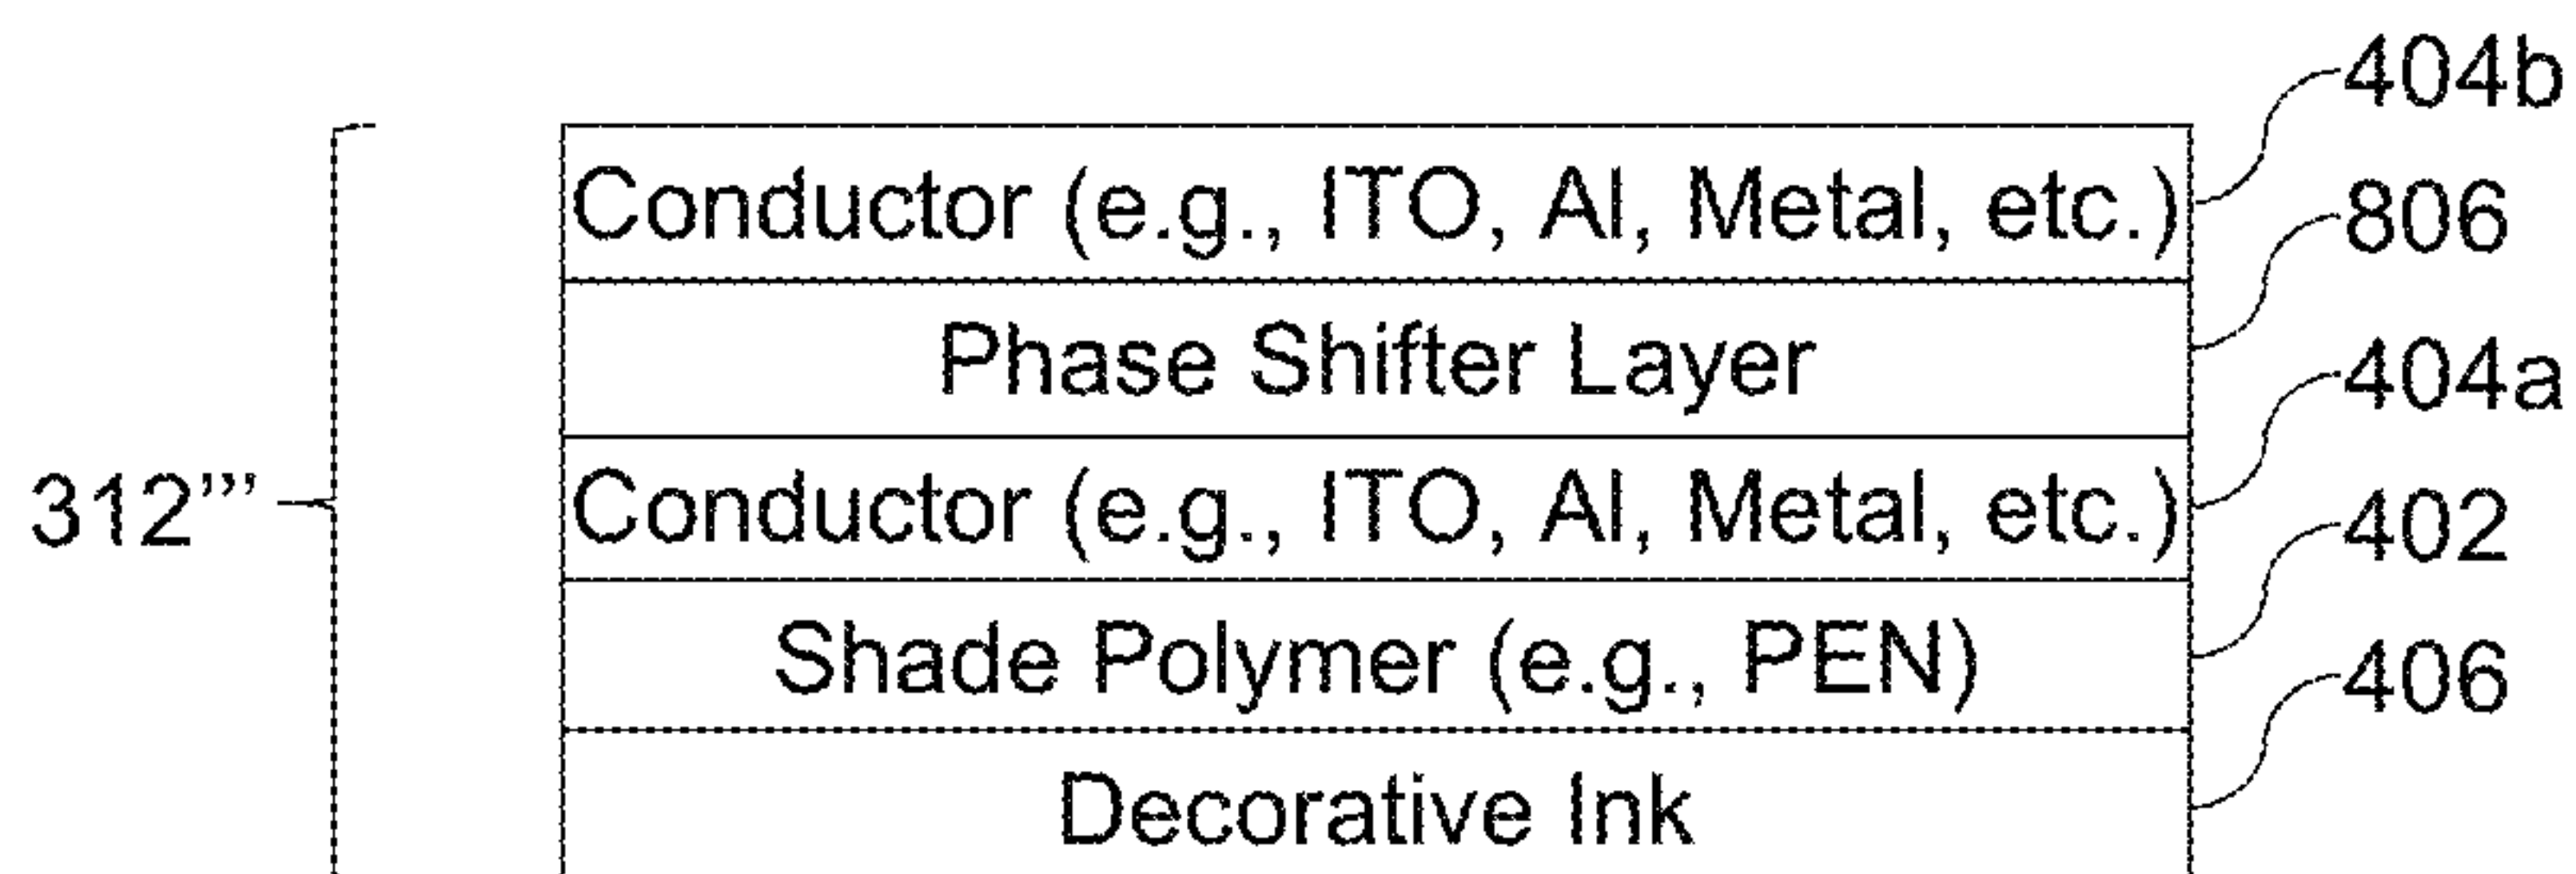 404b
Conductor (e.g., ITO, Al, Metal, etc.)
806
Phase Shifter Layer
404a
312’’’
Conductor (e.g., ITO, Al, Metal, etc.)
402
Shade Polymer (e.g., PEN)
406
Decorative Ink